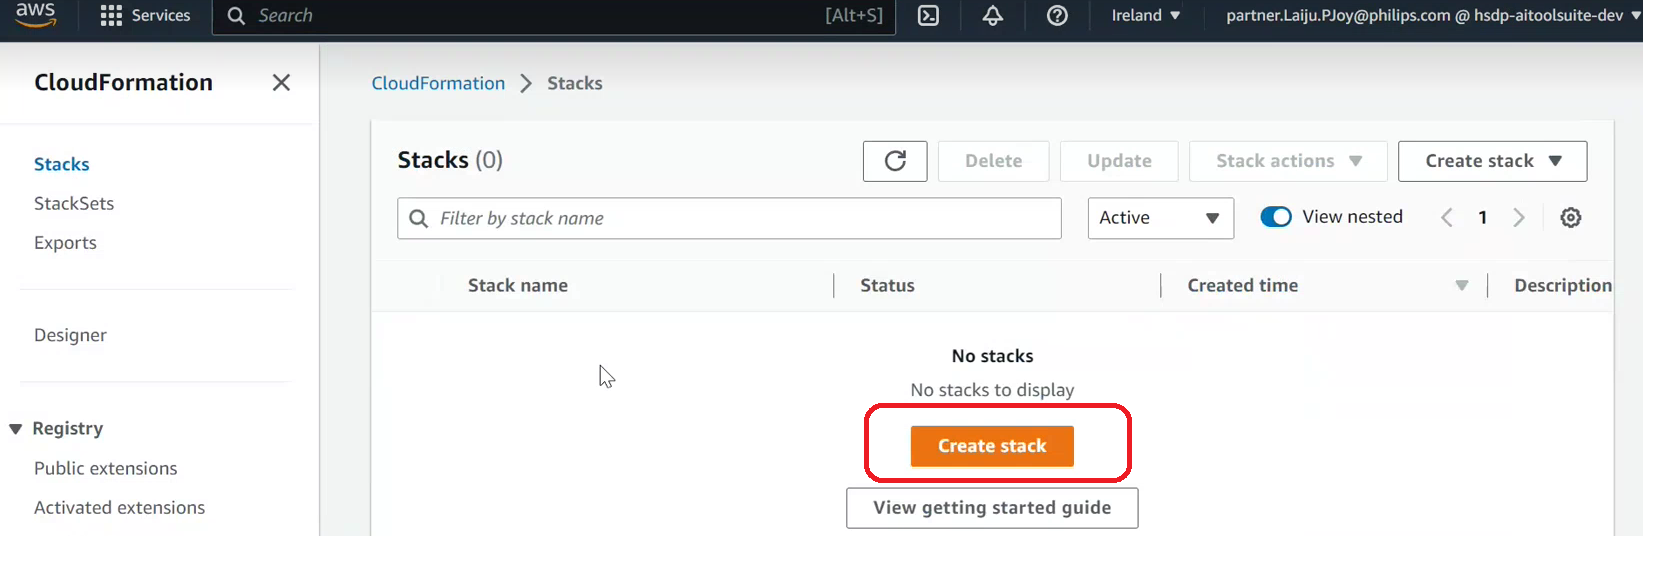 aws
Services
Search
[Alt+S]
Ireland
partner.Laiju.PJoy@philips.com @ hsdp-aitoolsuite-dev
CloudFormation
Stacks
StackSets
Exports
Designer
Registry
Public extensions
Activated extensions
CloudFormation > Stacks
Stacks (0)
Delete
Update
Stack actions
Create stack
Filter by stack name
Active
View nested
1
Stack name
Status
Created time
Description
No stacks
No stacks to display
Create stack
View getting started guide